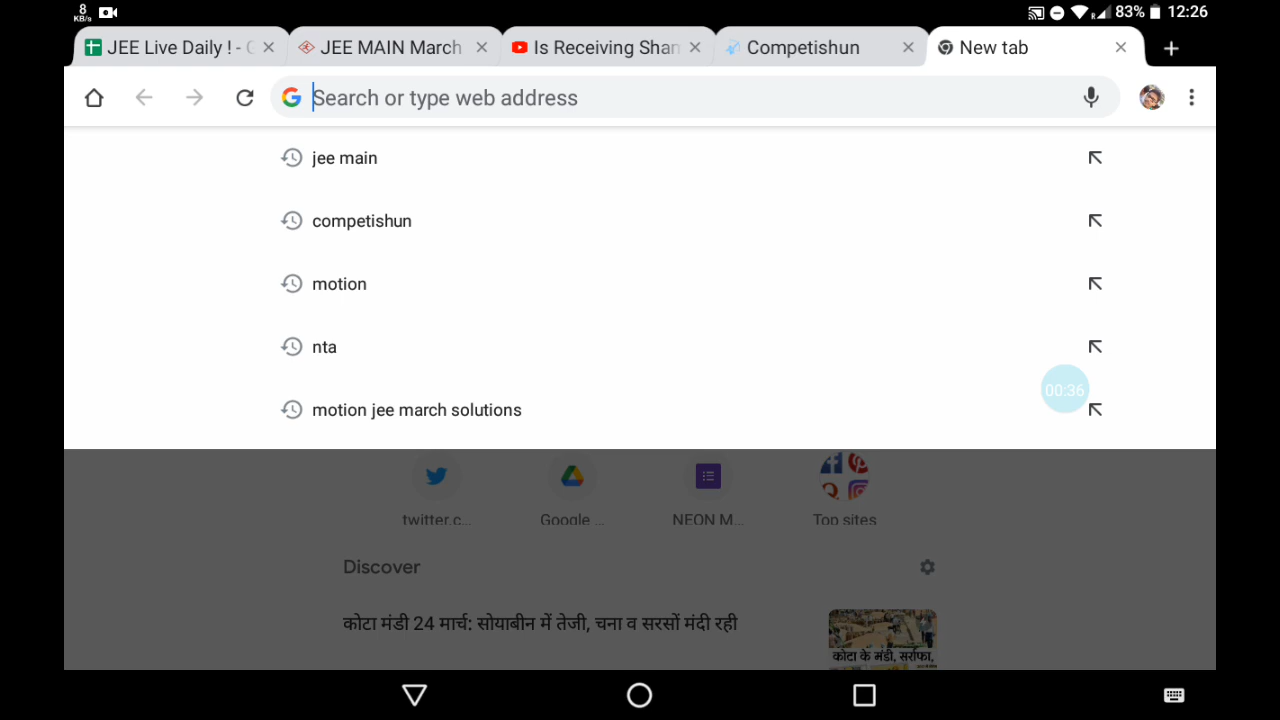 8
KB/s
R 83% 12:26
JEE Live Daily ! - C
JEE MAIN March
Is Receiving Shan
Competishun
New tab
Search or type web address
jee main
competishun
motion
nta
motion jee march solutions
00:36
twitter.c...
Google ...
NEON M...
Top sites
Discover
कोटा मंडी 24 मार्च: सोयाबीन में तेजी, चना व सरसों मंदी रही
कोटा के मंडी, सर्राफा,